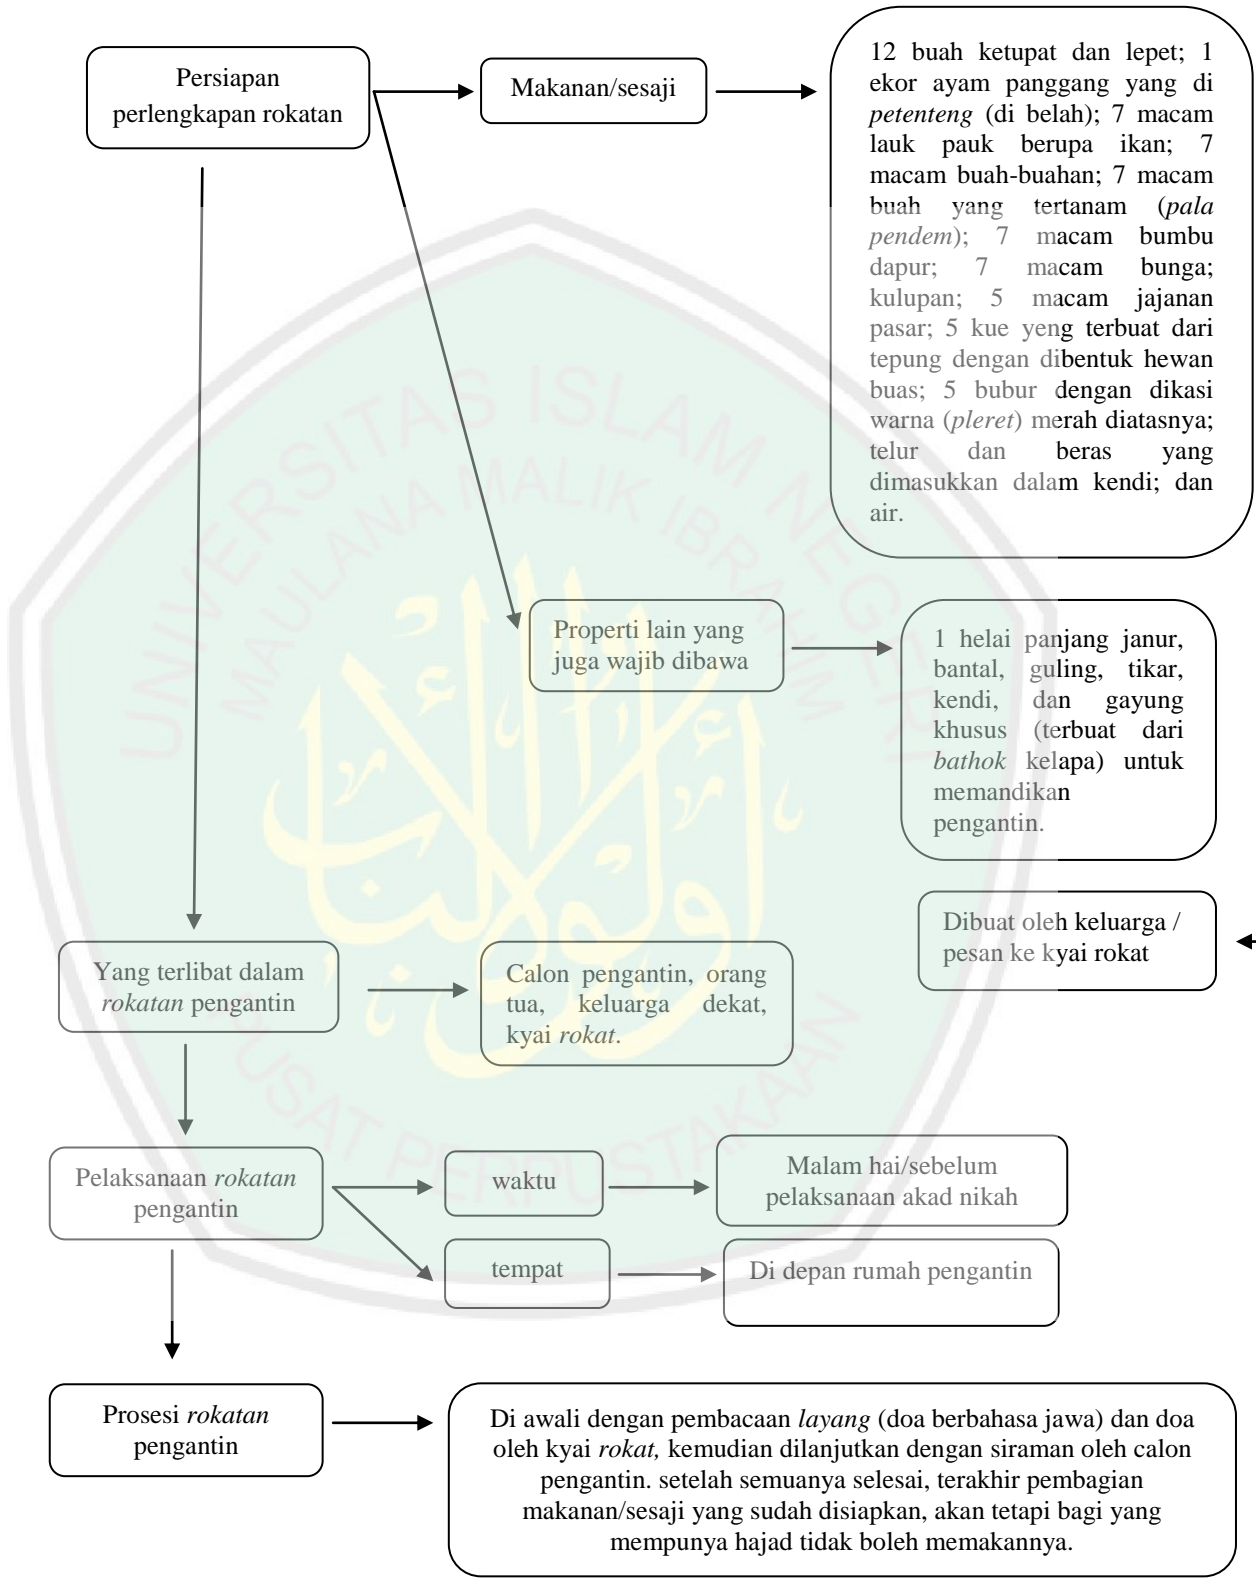 Persiapan
perlengkapan rokatan
Makanan/sesaji
12 buah ketupat dan lepet; 1
ekor ayam panggang yang di
petenteng (di belah); 7 macam
lauk pauk berupa ikan; 7
macam buah-buahan; 7 macam
buah yang tertanam (pala
pendem); 7 macam bumbu
dapur; 7 macam bunga;
kulupan; 5 macam jajanan
pasar; 5 kue yeng terbuat dari
tepung dengan dibentuk hewan
buas; 5 bubur dengan dikasi
warna (pleret) merah diatasnya;
telur dan beras yang
dimasukkan dalam kendi; dan
air.
Properti lain yang
juga wajib dibawa
1 helai panjang janur,
bantal, guling, tikar,
kendi, dan gayung
khusus (terbuat dari
bathok kelapa) untuk
memandikan
pengantin.
Dibuat oleh keluarga /
pesan ke kyai rokat
Yang terlibat dalam
rokatan pengantin
Calon pengantin, orang
tua, keluarga dekat,
kyai rokat.
Pelaksanaan rokatan
pengantin
waktu
Malam hai/sebelum
pelaksanaan akad nikah
tempat
Di depan rumah pengantin
Prosesi rokatan
pengantin
Di awali dengan pembacaan layang (doa berbahasa jawa) dan doa
oleh kyai rokat, kemudian dilanjutkan dengan siraman oleh calon
pengantin. setelah semuanya selesai, terakhir pembagian
makanan/sesaji yang sudah disiapkan, akan tetapi bagi yang
mempunya hajad tidak boleh memakannya.
UNIVERSITAS ISLAM NEGERI
MAULANA MALIK IBRAHIM
PUSAT PERPUSTAKAAN